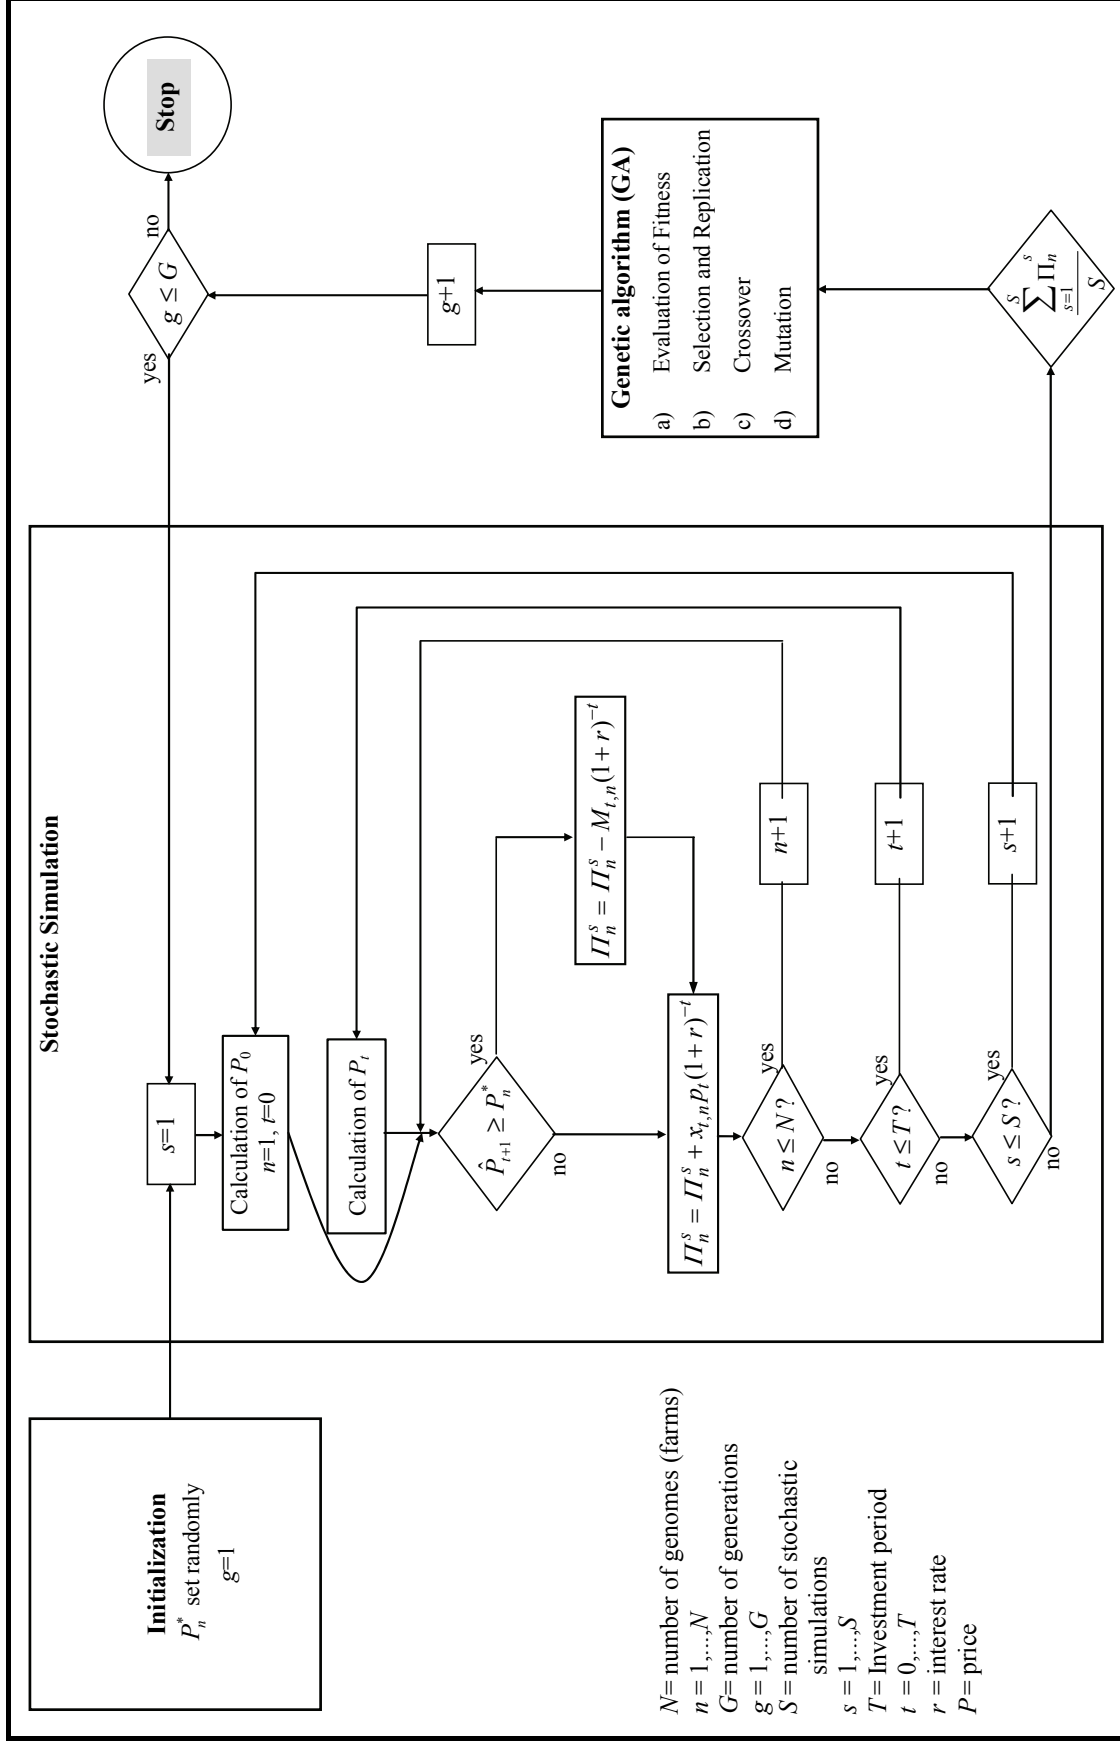 Initialization
P*n set randomly
g=1
Stochastic Simulation
s=1
Calculation of P0
n=1, t=0
Calculation of Pt
P̂t+1 ≥ P*n
yes
no
Πsn = Πsn − Mt,n(1 + r)−t
Πsn = Πsn + xt,n pt(1 + r)−t
n ≤ N ?
yes
n+1
no
t ≤ T ?
yes
t+1
no
s ≤ S ?
yes
s+1
no
yes
g ≤ G
no
Stop
g+1
Genetic algorithm (GA)
a) Evaluation of Fitness
b) Selection and Replication
c) Crossover
d) Mutation
S
∑ Πn s
s=1
S
N= number of genomes (farms)
n = 1,...,N
G= number of generations
g = 1,...,G
S = number of stochastic
simulations
s = 1,...,S
T= Investment period
t = 0,...,T
r = interest rate
P= price